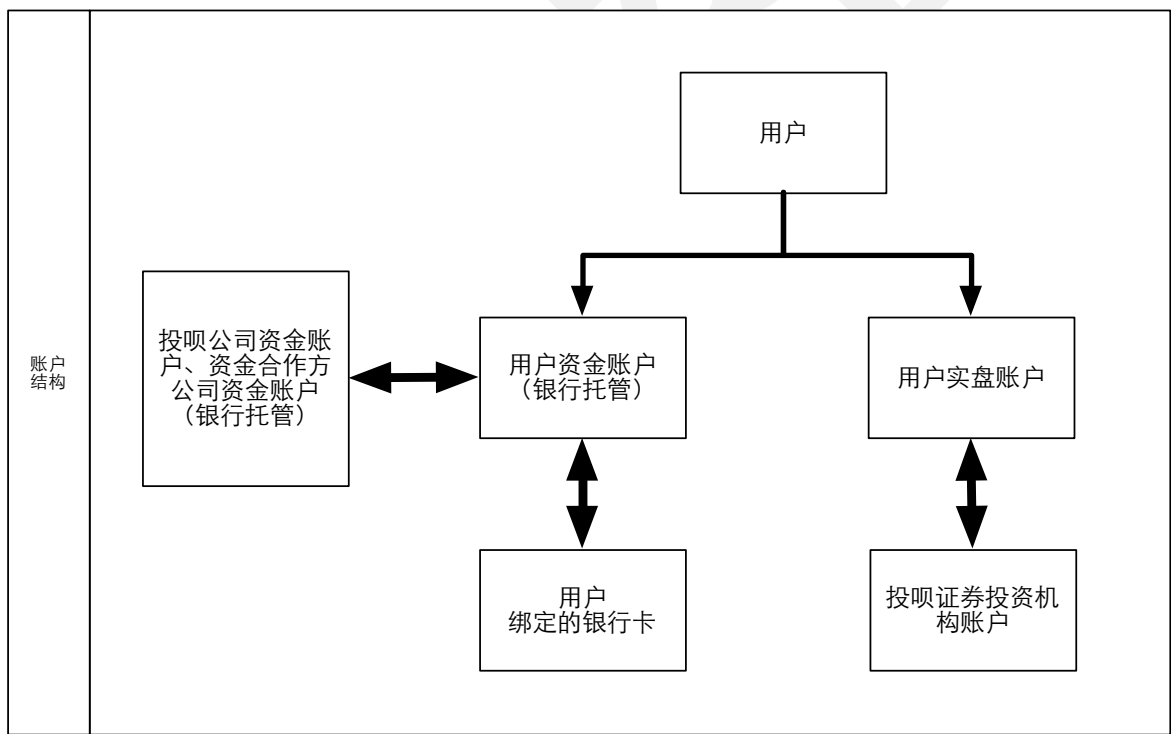 账户
结构
用户
投呗公司资金账
户、资金合作方
公司资金账户
（银行托管）
用户资金账户
（银行托管）
用户实盘账户
用户
绑定的银行卡
投呗证券投资机
构账户